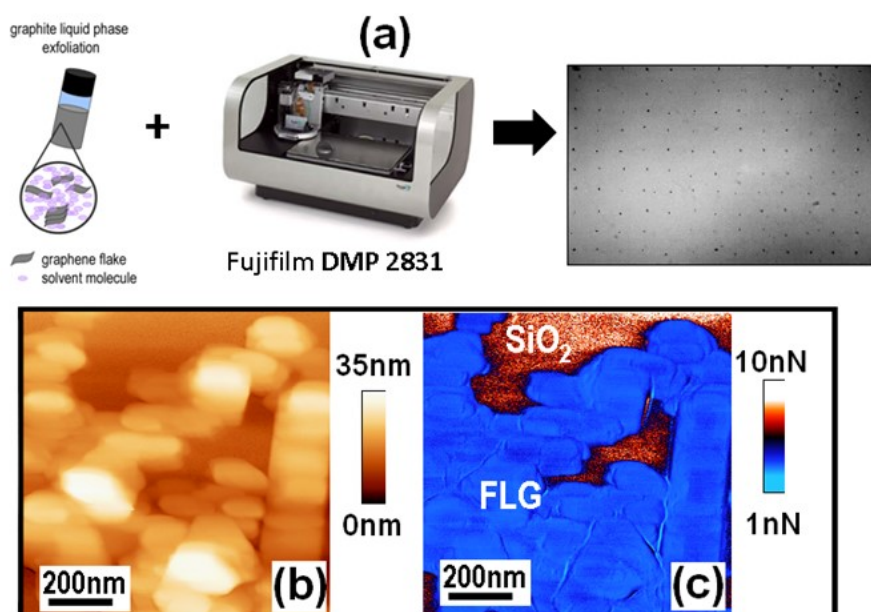 graphite liquid phase
exfoliation
(a)
+
graphene flake
solvent molecule
Fujifilm DMP 2831
SiO₂
FLG
35nm
0nm
10nN
1nN
200nm
(b)
200nm
(c)